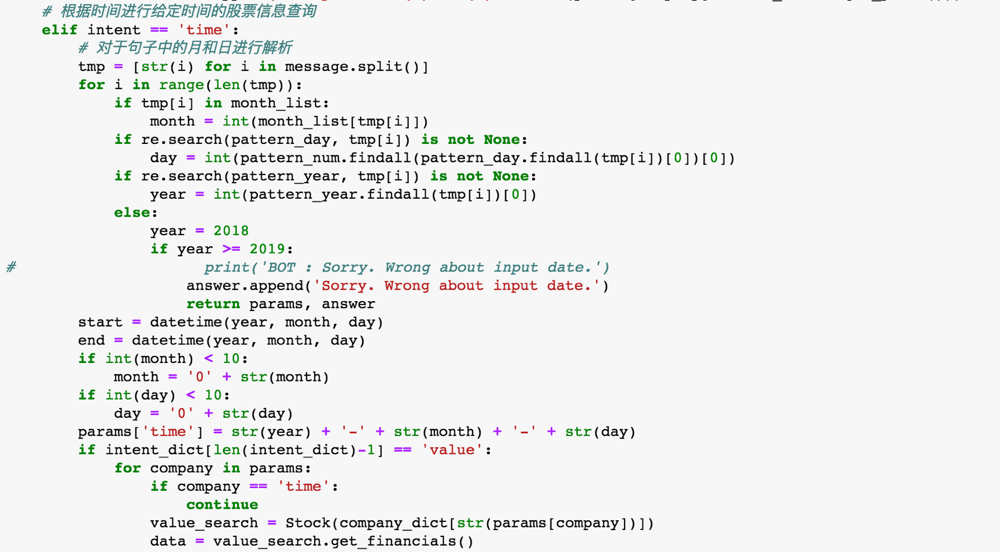 # 根据时间进行给定时间的股票信息查询
elif intent == 'time':
# 对于句子中的月和日进行解析
tmp = [str(i) for i in message.split()]
for i in range(len(tmp)):
if tmp[i] in month_list:
month = int(month_list[tmp[i]])
if re.search(pattern_day, tmp[i]) is not None:
day = int(pattern_num.findall(pattern_day.findall(tmp[i])[0])[0])
if re.search(pattern_year, tmp[i]) is not None:
year = int(pattern_year.findall(tmp[i])[0])
else:
year = 2018
if year >= 2019:
# print('BOT : Sorry. Wrong about input date.')
answer.append('Sorry. Wrong about input date.')
return params, answer
start = datetime(year, month, day)
end = datetime(year, month, day)
if int(month) < 10:
month = '0' + str(month)
if int(day) < 10:
day = '0' + str(day)
params['time'] = str(year) + '-' + str(month) + '-' + str(day)
if intent_dict[len(intent_dict)-1] == 'value':
for company in params:
if company == 'time':
continue
value_search = Stock(company_dict[str(params[company])])
data = value_search.get_financials()